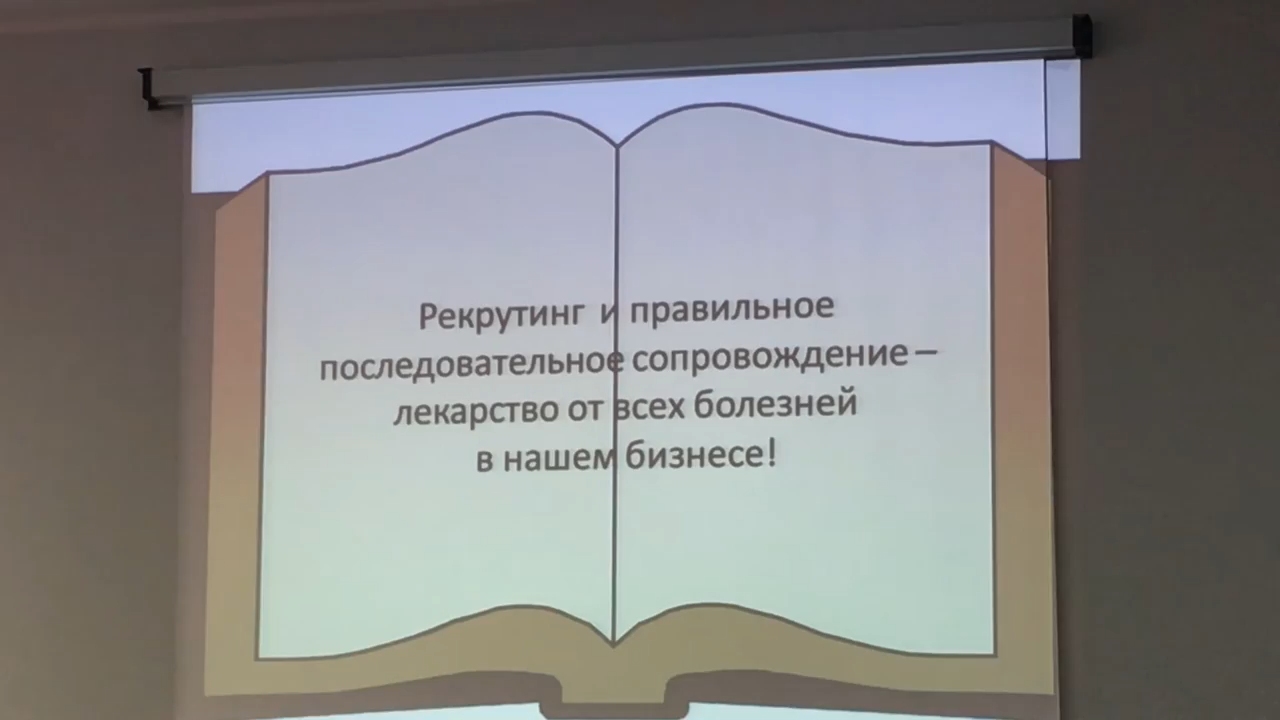 Рекрутинг и правильное
последовательное сопровождение –
лекарство от всех болезней
в нашем бизнесе!